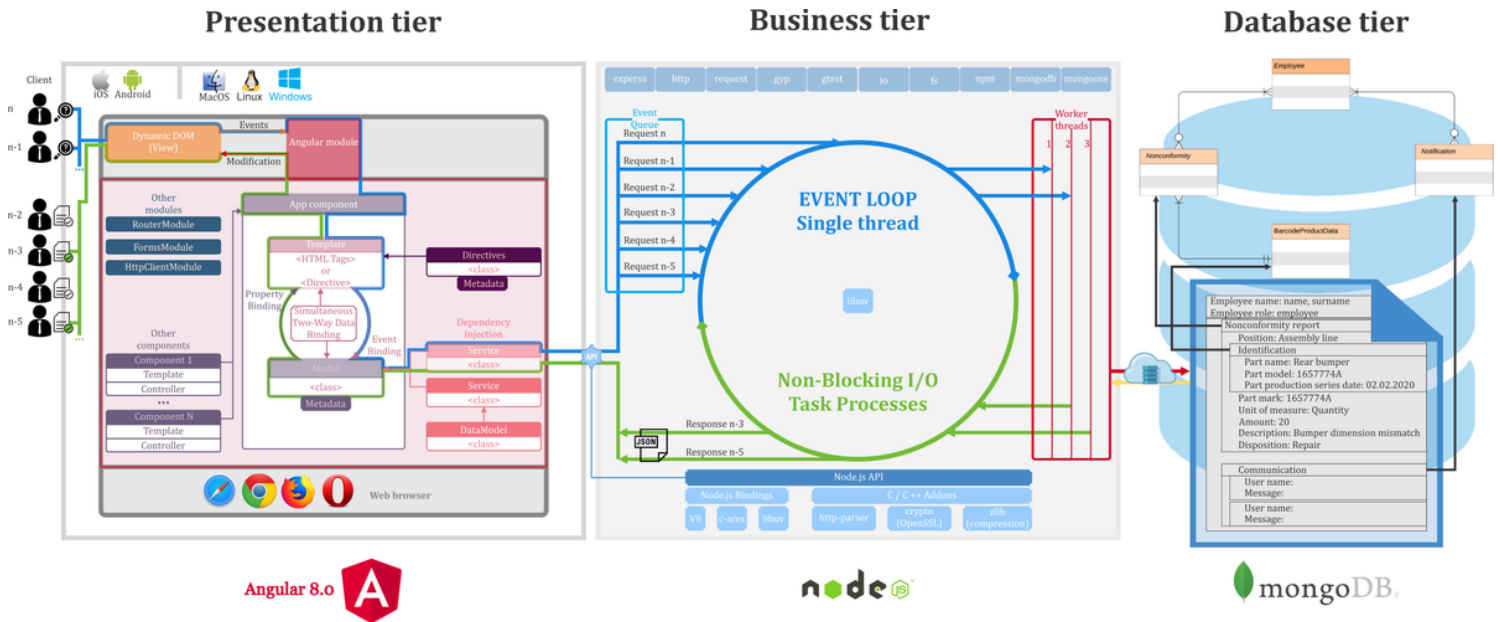 Presentation tier
Business tier
Database tier
Client
n
n-1
...
n-2
n-3
n-4
n-5
...
iOS
Android
MacOS
Linux
Windows
Dynamic DOM
(View)
Events
Modification
Angular module
Other
modules
RouterModule
FormsModule
HttpClientModule
App component
Template
<HTML Tags>
or
<Directive>
Directives
<class>
Metadata
Property
Binding
Simultaneous
Two-Way Data
Binding
Event
Binding
Dependency
Injection
Service
<class>
Service
<class>
DataModel
<class>
Model
<class>
Metadata
Other
components
Component 1
Template
Controller
...
Component N
Template
Controller
Web browser
Angular 8.0
A
experss
http
request
gyp
gtest
io
fs
npm
mongodb
mongoose
Event
Queue
Request n
Request n-1
Request n-2
Request n-3
Request n-4
Request n-5
Worker
threads
1
2
3
EVENT LOOP
Single thread
libuv
Non-Blocking I/O
Task Processes
API
JSON
Response n-3
Response n-5
Node.js API
Node.js Bindings
C / C ++ Addons
V8
c-ares
libuv
http-parser
crypto
(OpenSSL)
zlib
(compression)
node
JS
Employee
Nonconformity
Notification
BarcodeProductData
Employee name: name, surname
Employee role: employee
Nonconformity report
Position: Assembly line
Identification
Part name: Rear bumper
Part model: 1657774A
Part production series date: 02.02.2020
Part mark: 1657774A
Unit of measure: Quantity
Amount: 20
Description: Bumper dimension mismatch
Disposition: Repair
Communication
User name:
Message:
User name:
Message:
mongoDB.